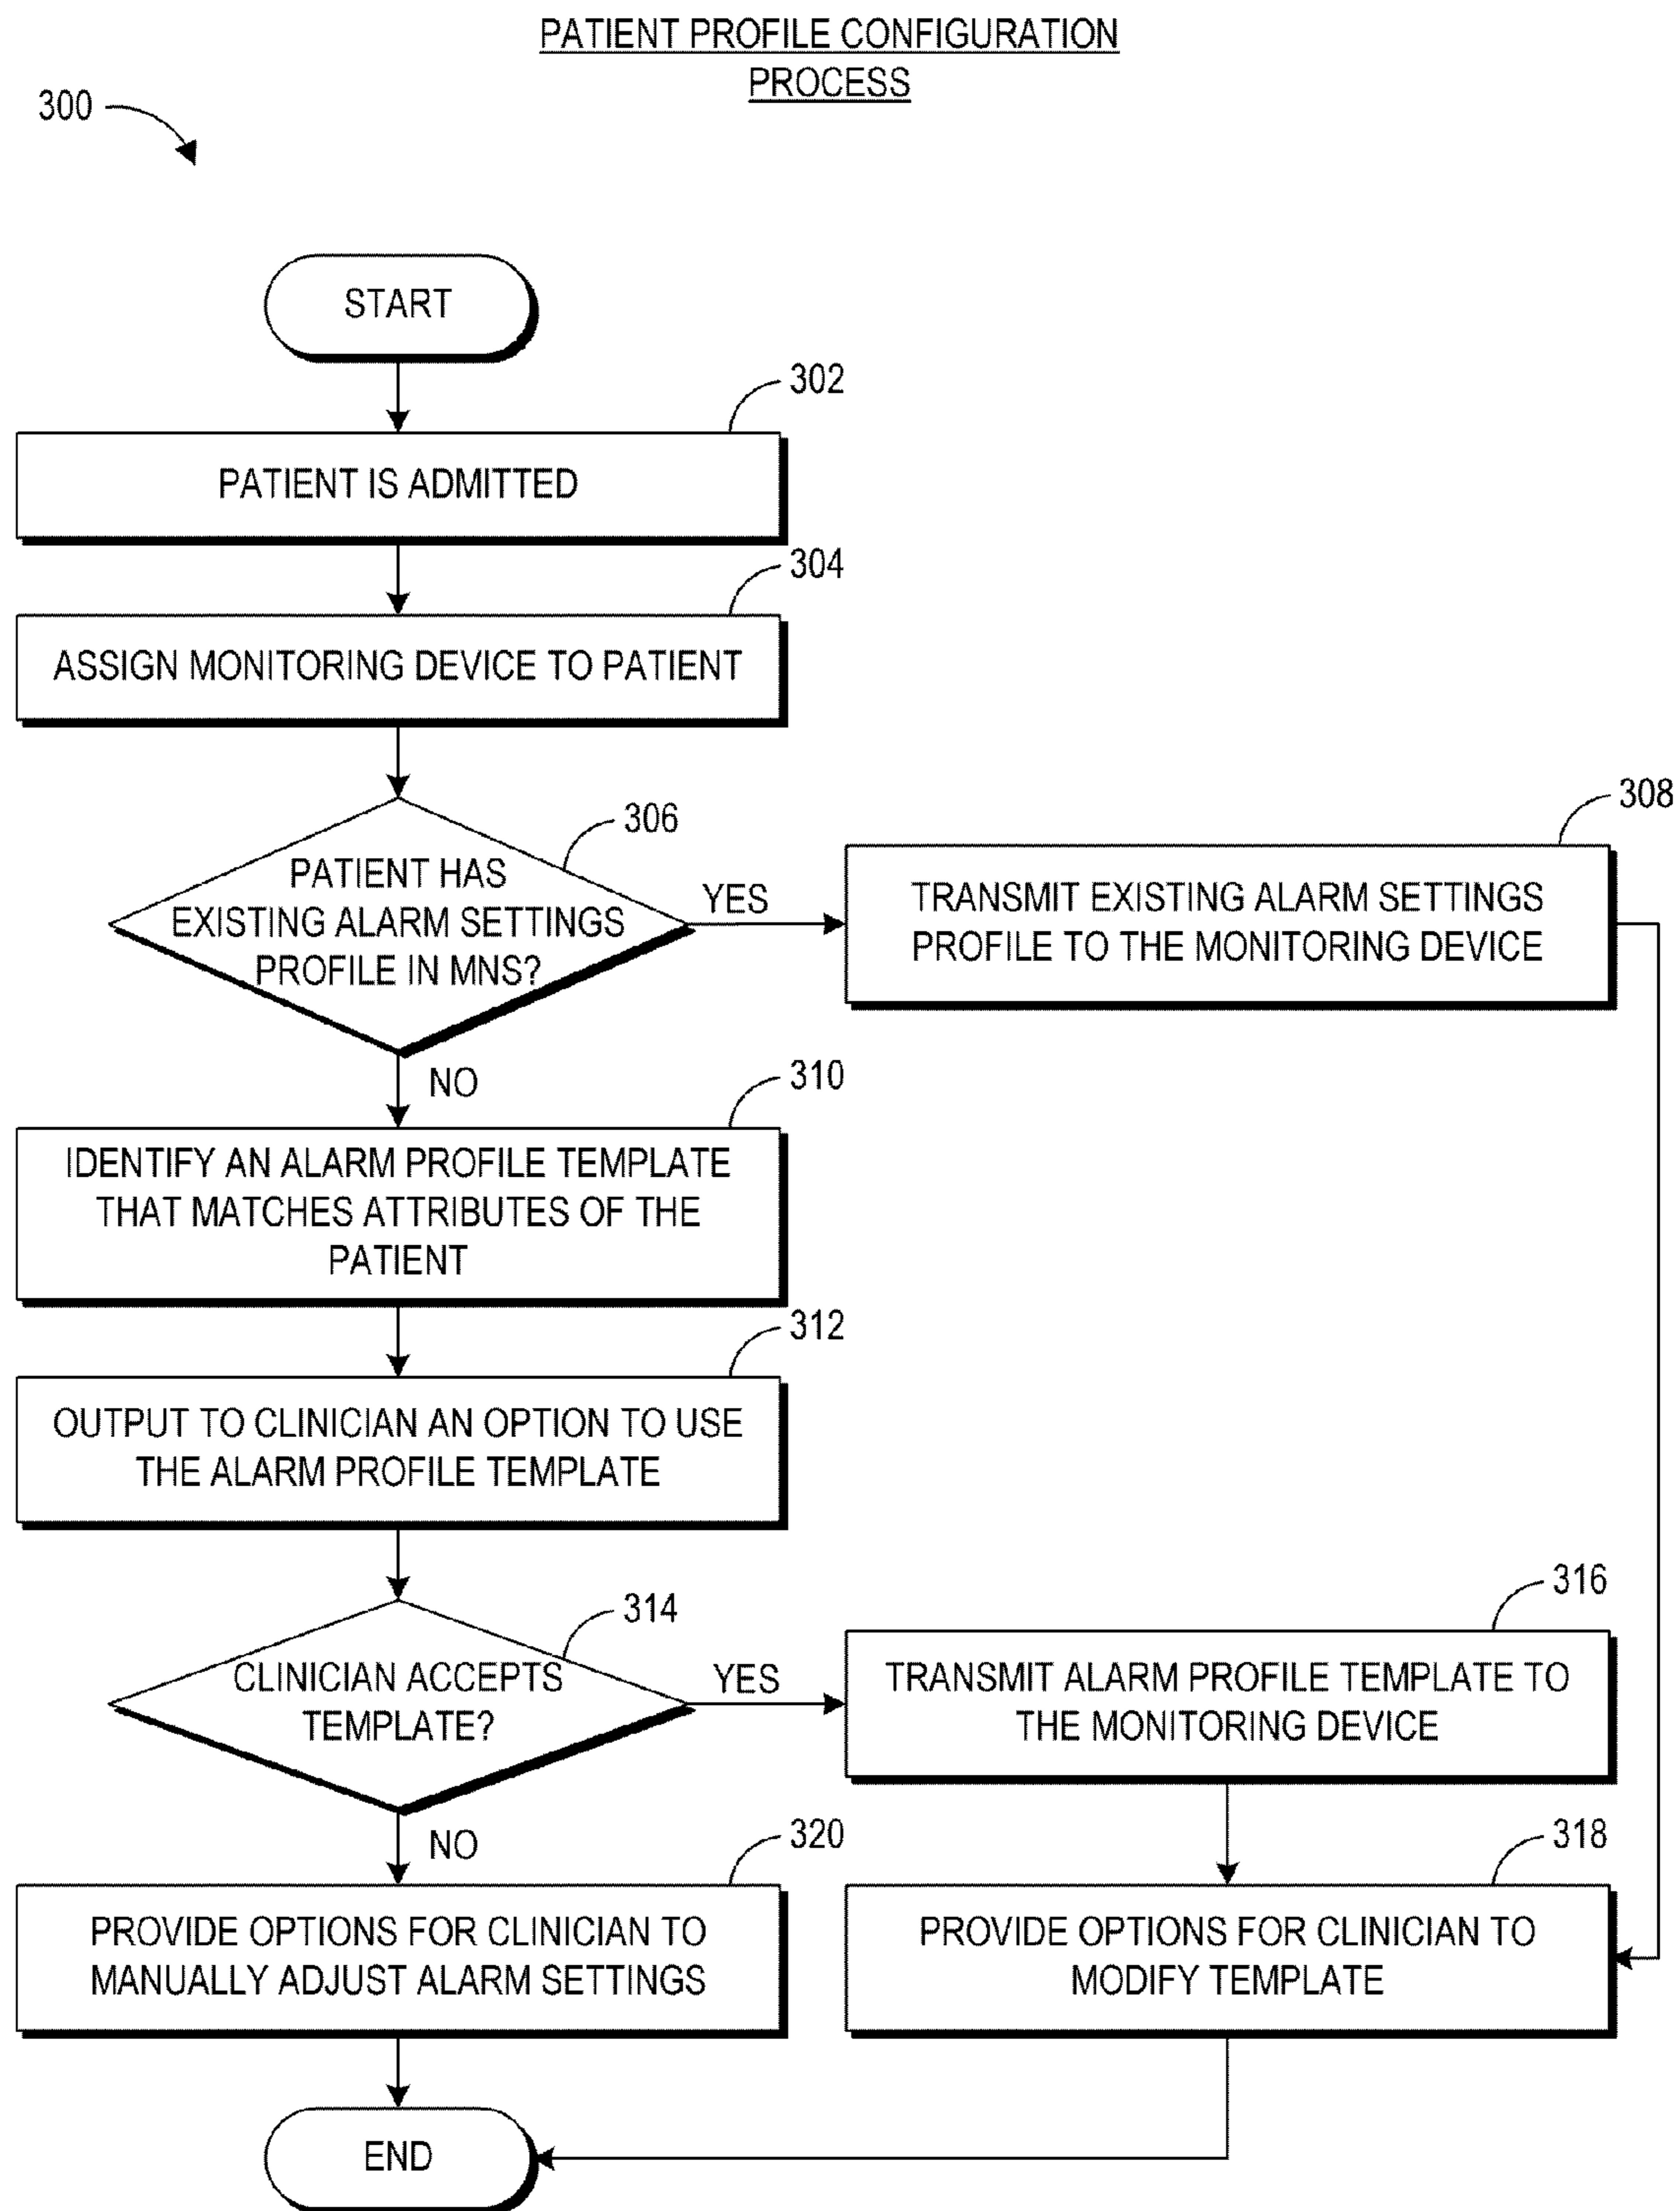 PATIENT PROFILE CONFIGURATION
PROCESS
300
START
302
PATIENT IS ADMITTED
304
ASSIGN MONITORING DEVICE TO PATIENT
306
PATIENT HAS
EXISTING ALARM SETTINGS
PROFILE IN MNS?
YES
308
TRANSMIT EXISTING ALARM SETTINGS
PROFILE TO THE MONITORING DEVICE
NO
310
IDENTIFY AN ALARM PROFILE TEMPLATE
THAT MATCHES ATTRIBUTES OF THE
PATIENT
312
OUTPUT TO CLINICIAN AN OPTION TO USE
THE ALARM PROFILE TEMPLATE
314
CLINICIAN ACCEPTS
TEMPLATE?
YES
316
TRANSMIT ALARM PROFILE TEMPLATE TO
THE MONITORING DEVICE
NO
320
PROVIDE OPTIONS FOR CLINICIAN TO
MANUALLY ADJUST ALARM SETTINGS
318
PROVIDE OPTIONS FOR CLINICIAN TO
MODIFY TEMPLATE
END